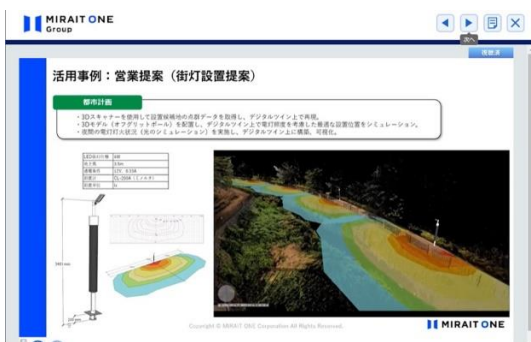 MIRAIT ONE
Group
次へ
活用事例：営業提案（街灯設置提案）
都市計画
・3Dスキャナーを使用して設置候補地の点群データを取得し、デジタルツイン上で再現。
・3Dモデル（オフグリッドポール）を配置し、デジタルツイン上で電灯照度を考慮した最適な設置位置をシミュレーション。
・夜間の電灯灯火状況（光のシミュレーション）を実施し、デジタルツイン上に構築、可視化。
Copyright © MIRAIT ONE Corporation All Rights Reserved.
MIRAIT ONE